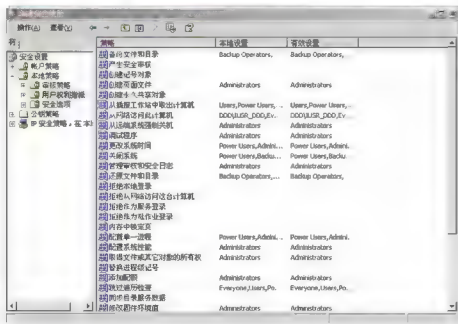 操作(A) 查看(V)
树
安全设置
帐户策略
本地策略
审核策略
用户权利指派
安全选项
公钥策略
IP 安全策略，在 本
策略 本地设置 有效设置
备份文件和目录 Backup Operators, Backup Operators,
产生安全审核
创建记号对象
创建页面文件 Administrators Administrators
创建永久共享对象
从插接工作站中取出计算机 Users,Power Users,... Users,Power Users,...
从网络访问此计算机 DDD\IUSR_DDD,Ev... DDD\IUSR_DDD,Ev...
从远端系统强制关机 Administrators Administrators
调试程序 Administrators Administrators
更改系统时间 Power Users,Admini... Power Users,Admini...
关闭系统 Power Users,Backu... Power Users,Backu...
管理审核和安全日志 Administrators Administrators
还原文件和目录 Backup Operators,... Backup Operators,
拒绝本地登录
拒绝从网络访问这台计算机
拒绝作为服务登录
拒绝作为批作业登录
内存中锁定页
配置单一进程 Power Users,Admini. Power Users,Admini.
配置系统性能 Administrators Administrators
取得文件或其它对象的所有权 Administrators Administrators
替换进程级记号
添加配额 Administrators Administrators
跳过遍历检查 Everyone,Users,Po. Everyone,Users,Po...
同步目录服务数据
修改固件环境值 Administrators Administrators